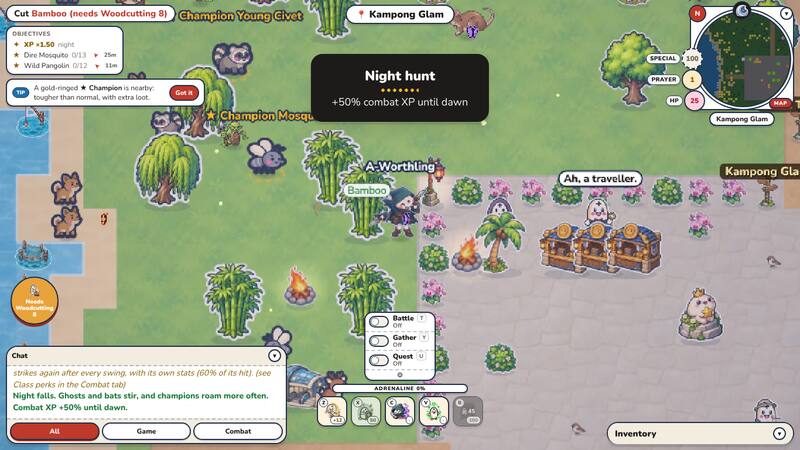 Cut Bamboo (needs Woodcutting 8)
OBJECTIVES
XP ×1.50 night
Dire Mosquito 0/13 25m
Wild Pangolin 0/12 11m
TIP
A gold-ringed ★ Champion is nearby:
tougher than normal, with extra loot.
Got it
Champion Young Civet
Kampong Glam
Night hunt
+50% combat XP until dawn
★ Champion Mosqu
A-Worthling
Bamboo
Ah, a traveller.
Kampong Gla
N
SPECIAL 100
PRAYER 1
HP 25
MAP
Kampong Glam
Needs
Woodcutting
8
Battle T
Off
Gather Y
Off
Quest U
Off
ADRENALINE 0%
Z
+12
X
50
C
V
B
45
100
Chat
strikes again after every swing, with its own stats (60% of its hit). (see
Class perks in the Combat tab)
Night falls. Ghosts and bats stir, and champions roam more often.
Combat XP +50% until dawn.
All
Game
Combat
Inventory